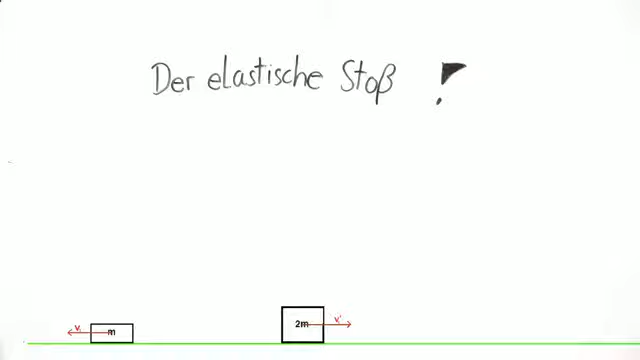 Der elastische Stoß !
m
2m